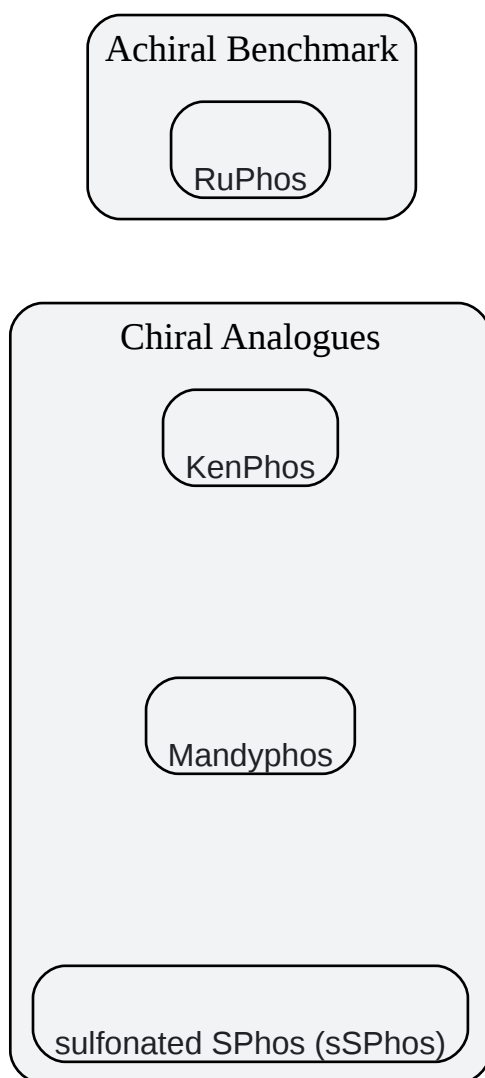 Achiral Benchmark
RuPhos
Chiral Analogues
KenPhos
Mandyphos
sulfonated SPhos (sSPhos)